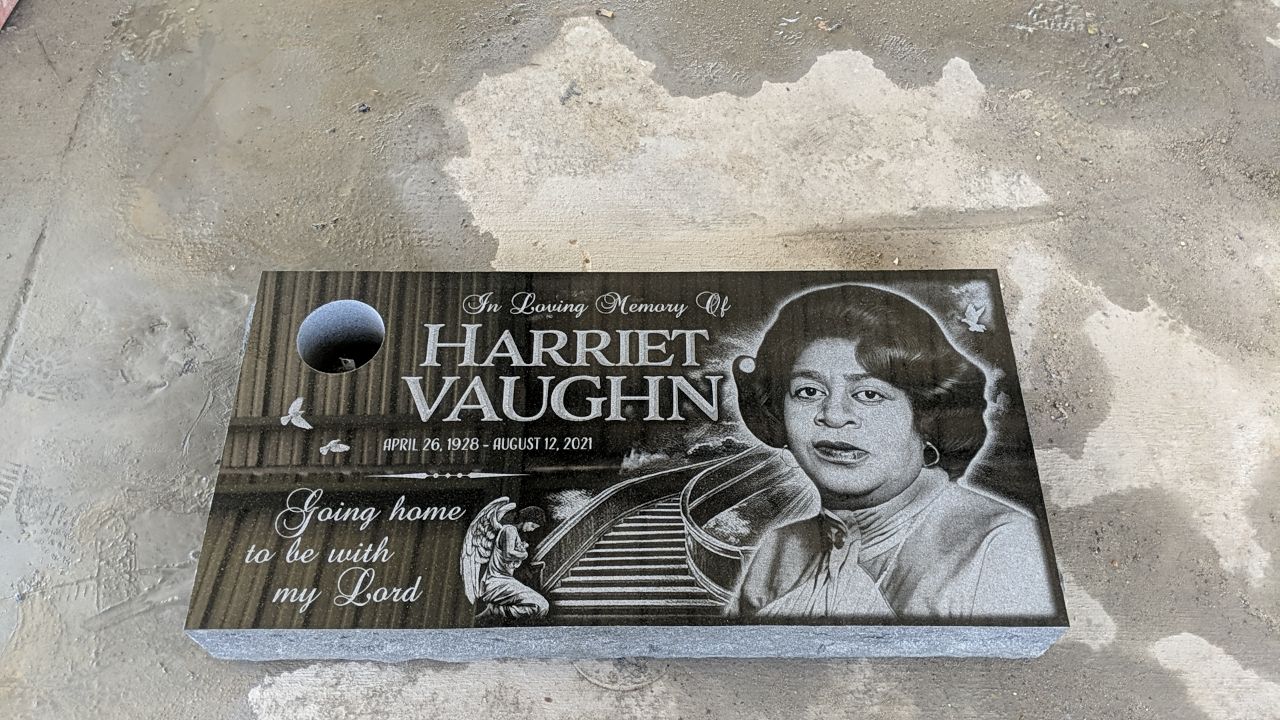 In Loving Memory Of
HARRIET
VAUGHN
APRIL 26, 1928 - AUGUST 12, 2021
Going home
to be with
my Lord